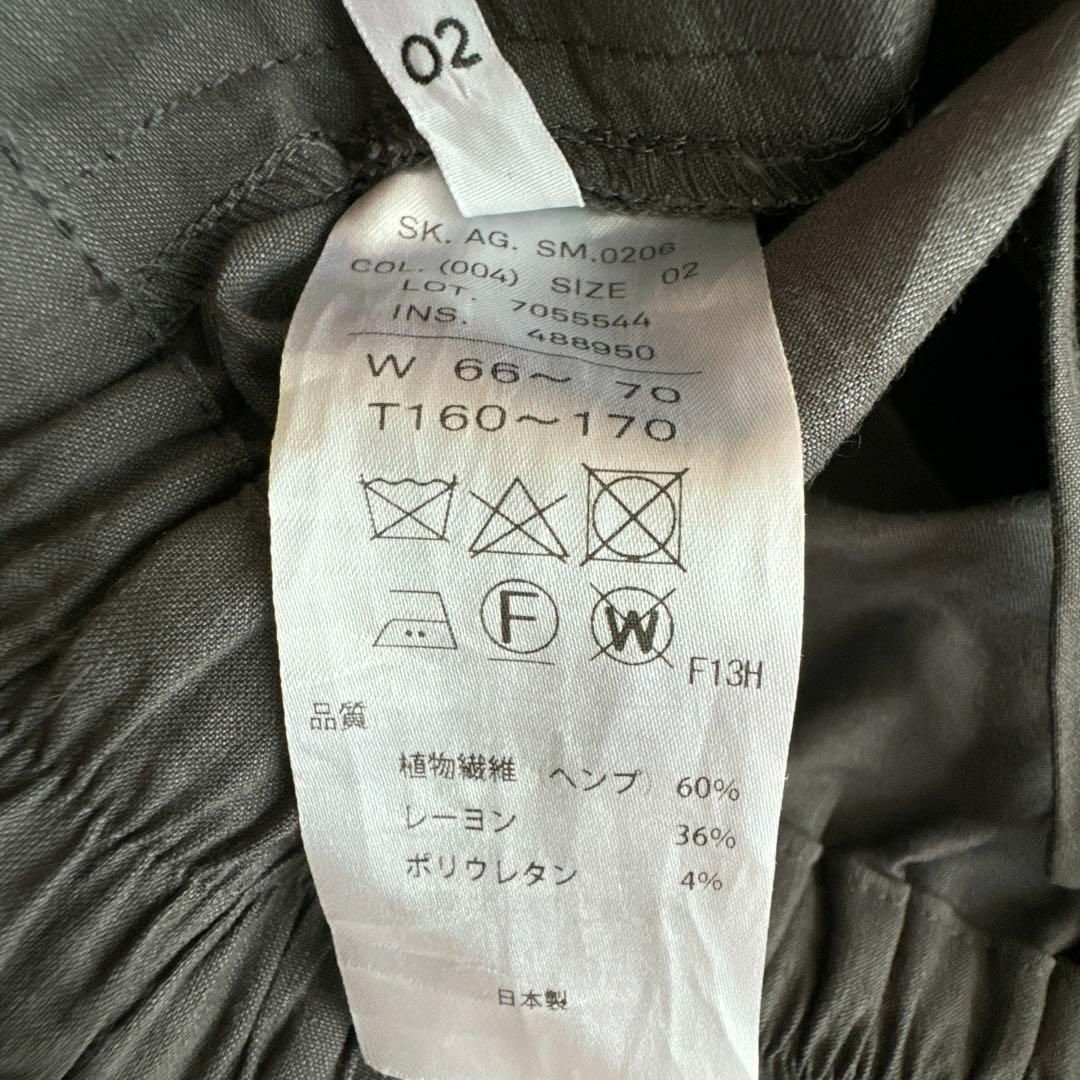 02
SK. AG. SM.0206
COL. (004) SIZE 02
LOT. 7055544
INS. 488950
W 66～ 70
T160～170
F
W
F13H
品質
植物繊維 ヘンプ) 60%
レーヨン 36%
ポリウレタン 4%
日本製